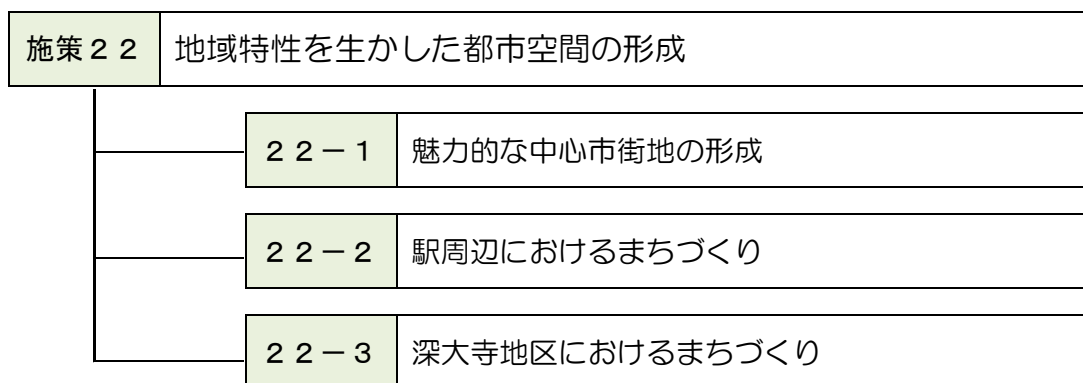 施策２２ 地域特性を生かした都市空間の形成
２２－１ 魅力的な中心市街地の形成
２２－２ 駅周辺におけるまちづくり
２２－３ 深大寺地区におけるまちづくり